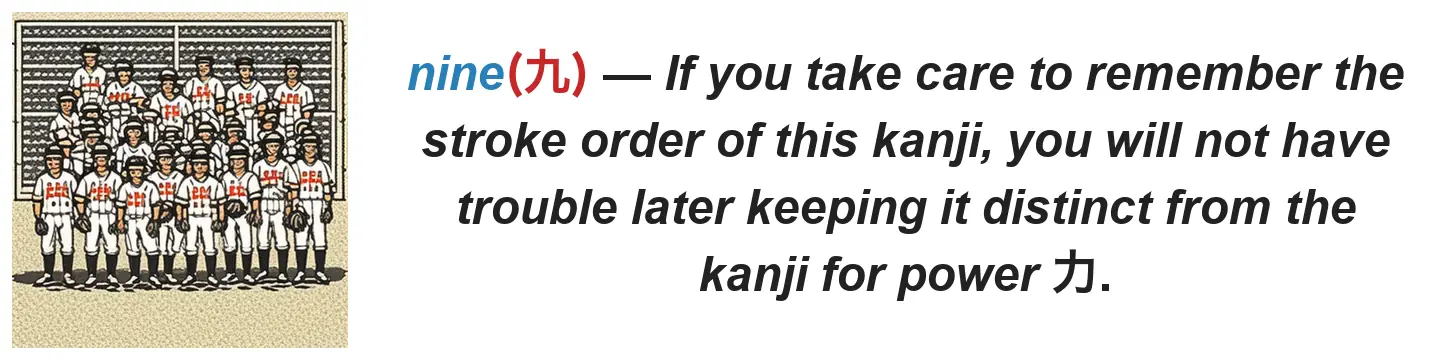 nine(九) — If you take care to remember the
stroke order of this kanji, you will not have
trouble later keeping it distinct from the
kanji for power 力.